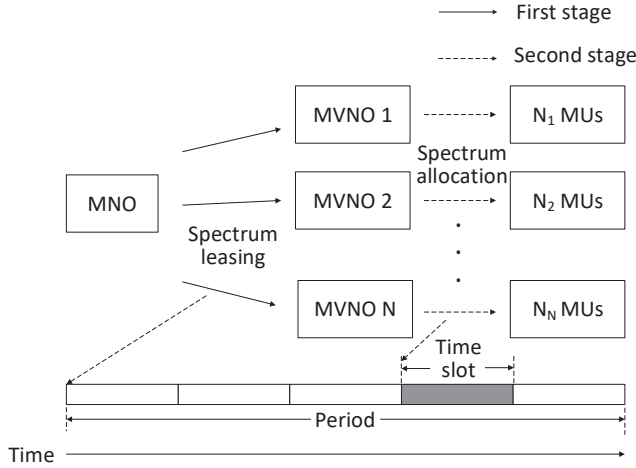 First stage
Second stage
MVNO 1
N₁ MUs
Spectrum
allocation
MNO
MVNO 2
N₂ MUs
Spectrum
leasing
MVNO N
N_N MUs
Time
slot
Period
Time